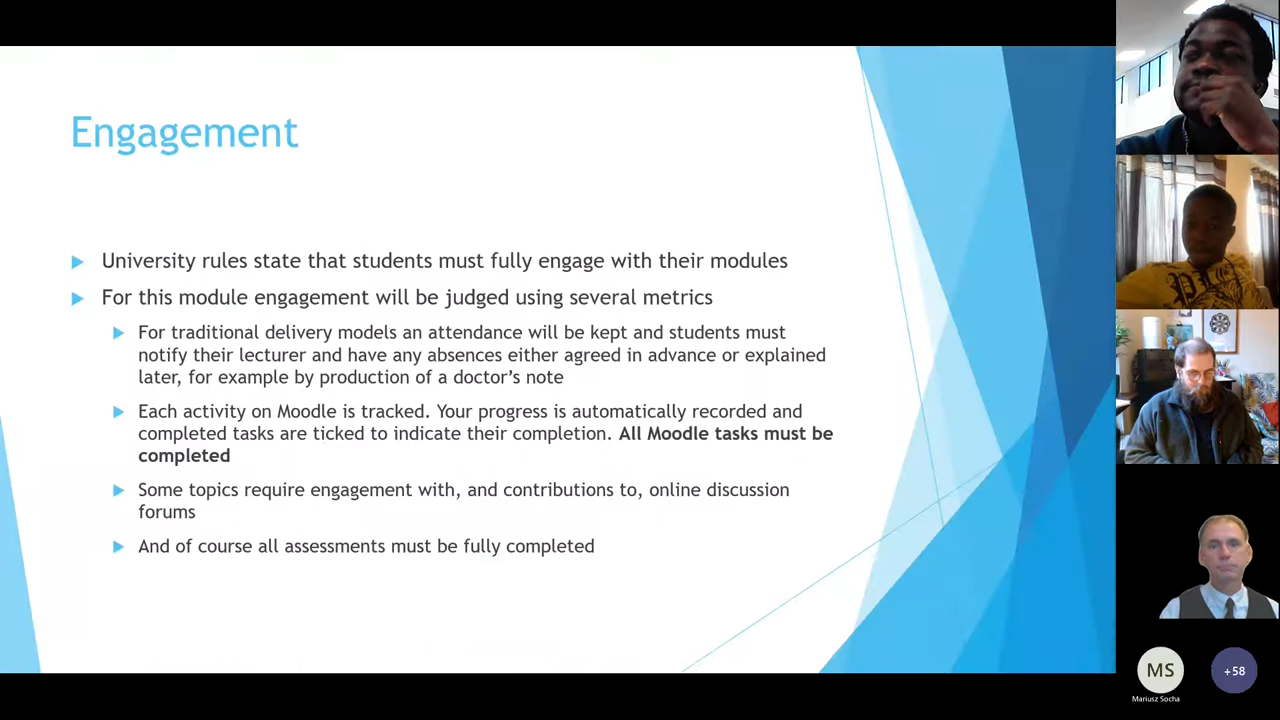 Engagement
University rules state that students must fully engage with their modules
For this module engagement will be judged using several metrics
For traditional delivery models an attendance will be kept and students must
notify their lecturer and have any absences either agreed in advance or explained
later, for example by production of a doctor’s note
Each activity on Moodle is tracked. Your progress is automatically recorded and
completed tasks are ticked to indicate their completion. All Moodle tasks must be
completed
Some topics require engagement with, and contributions to, online discussion
forums
And of course all assessments must be fully completed
MS
+58
Mariusz Socha